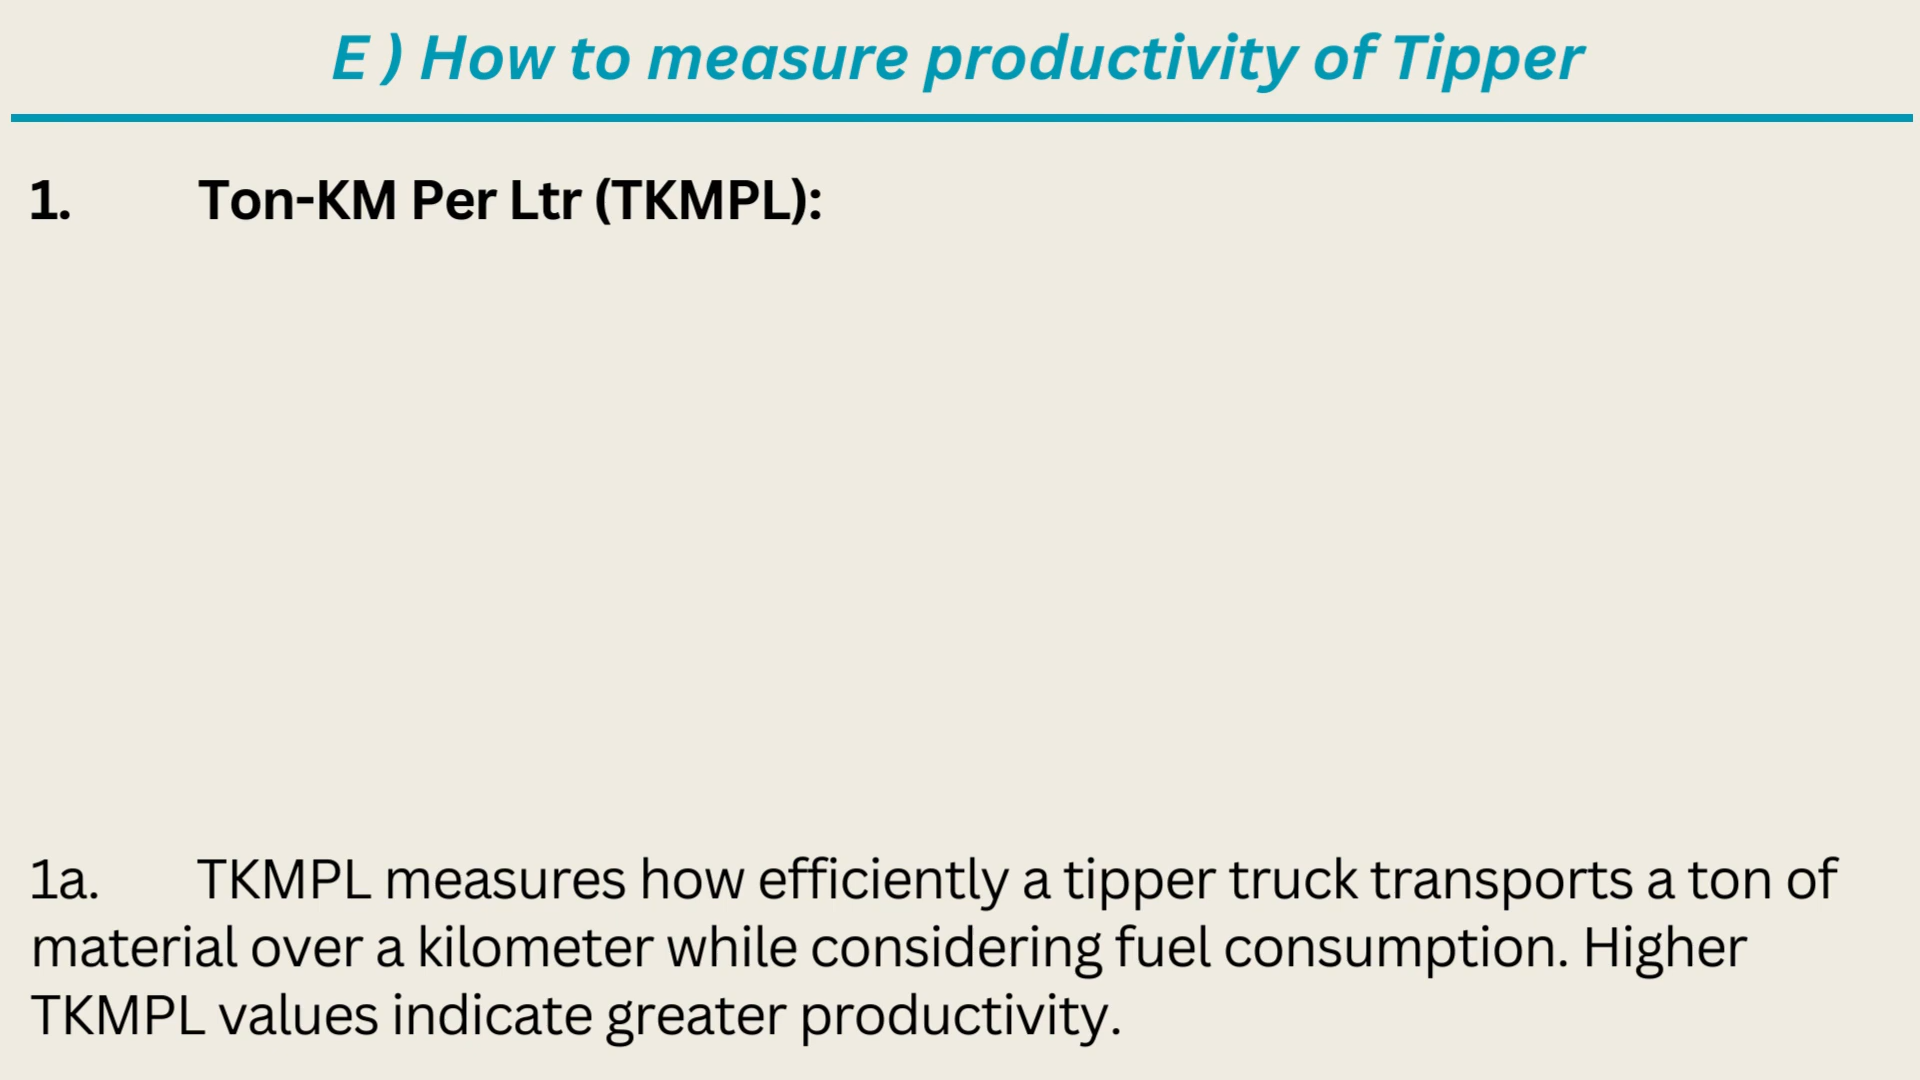 E ) How to measure productivity of Tipper
1. Ton-KM Per Ltr (TKMPL):
1a. TKMPL measures how efficiently a tipper truck transports a ton of
material over a kilometer while considering fuel consumption. Higher
TKMPL values indicate greater productivity.